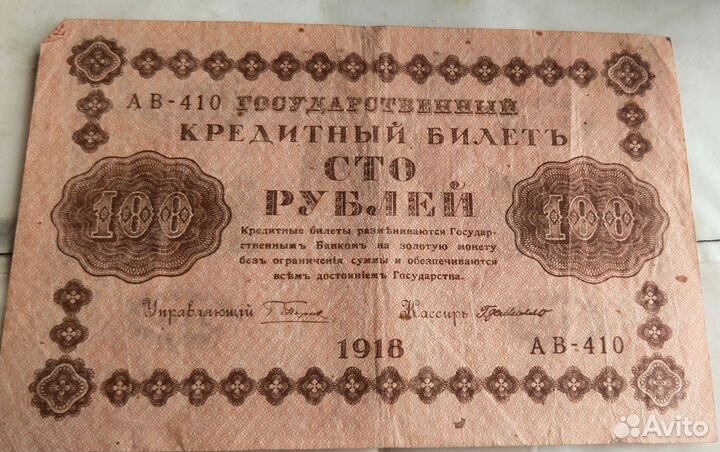 АВ-410 ГОСУДАРСТВЕННЫЙ
КРЕДИТНЫЙ БИЛЕТЪ
СТО
РУБЛЕЙ
100 100
Кредитные билеты размѣниваются Государ-
ственнымъ Банкомъ на золотую монету
безъ ограниченія суммы и обезпечиваются
всѣмъ достояніемъ Государства.
Управляющій Кассиръ
1918 АВ-410
Avito